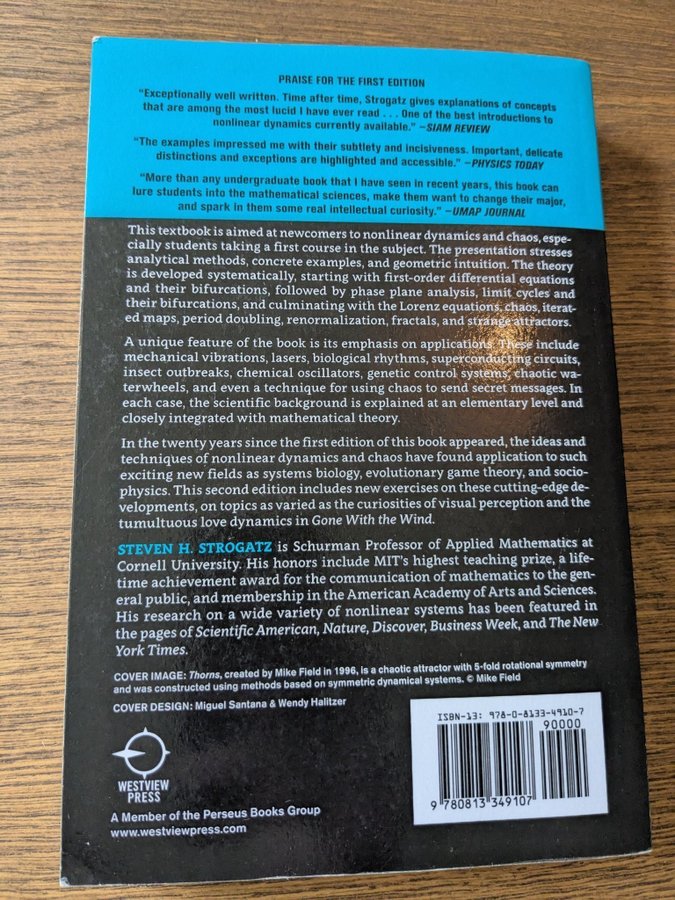 PRAISE FOR THE FIRST EDITION
"Exceptionally well written. Time after time, Strogatz gives explanations of concepts
that are among the most lucid I have ever read . . . One of the best introductions to
nonlinear dynamics currently available." –SIAM REVIEW
"The examples impressed me with their subtlety and incisiveness. Important, delicate
distinctions and exceptions are highlighted and accessible." –PHYSICS TODAY
"More than any undergraduate book that I have seen in recent years, this book can
lure students into the mathematical sciences, make them want to change their major,
and spark in them some real intellectual curiosity." –UMAP JOURNAL
This textbook is aimed at newcomers to nonlinear dynamics and chaos, espe-
cially students taking a first course in the subject. The presentation stresses
analytical methods, concrete examples, and geometric intuition. The theory
is developed systematically, starting with first-order differential equations
and their bifurcations, followed by phase plane analysis, limit cycles and
their bifurcations, and culminating with the Lorenz equations, chaos, iterat-
ed maps, period doubling, renormalization, fractals, and strange attractors.
A unique feature of the book is its emphasis on applications. These include
mechanical vibrations, lasers, biological rhythms, superconducting circuits,
insect outbreaks, chemical oscillators, genetic control systems, chaotic wa-
terwheels, and even a technique for using chaos to send secret messages. In
each case, the scientific background is explained at an elementary level and
closely integrated with mathematical theory.
In the twenty years since the first edition of this book appeared, the ideas and
techniques of nonlinear dynamics and chaos have found application to such
exciting new fields as systems biology, evolutionary game theory, and socio-
physics. This second edition includes new exercises on these cutting-edge de-
velopments, on topics as varied as the curiosities of visual perception and the
tumultuous love dynamics in Gone With the Wind.
STEVEN H. STROGATZ is Schurman Professor of Applied Mathematics at
Cornell University. His honors include MIT's highest teaching prize, a life-
time achievement award for the communication of mathematics to the gen-
eral public, and membership in the American Academy of Arts and Sciences.
His research on a wide variety of nonlinear systems has been featured in
the pages of Scientific American, Nature, Discover, Business Week, and The New
York Times.
COVER IMAGE: Thorns, created by Mike Field in 1996, is a chaotic attractor with 5-fold rotational symmetry
and was constructed using methods based on symmetric dynamical systems. © Mike Field
COVER DESIGN: Miguel Santana & Wendy Halitzer
WESTVIEW
PRESS
A Member of the Perseus Books Group
www.westviewpress.com
ISBN-13: 978-0-8133-4910-7
90000
9 780813 349107